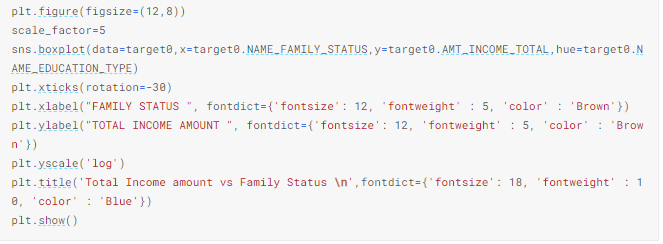 plt.figure(figsize=(12,8))
scale_factor=5
sns.boxplot(data=target0,x=target0.NAME_FAMILY_STATUS,y=target0.AMT_INCOME_TOTAL,hue=target0.N
AME_EDUCATION_TYPE)
plt.xticks(rotation=-30)
plt.xlabel("FAMILY STATUS ", fontdict={'fontsize': 12, 'fontweight' : 5, 'color' : 'Brown'})
plt.ylabel("TOTAL INCOME AMOUNT ", fontdict={'fontsize': 12, 'fontweight' : 5, 'color' : 'Brow
n'})
plt.yscale('log')
plt.title('Total Income amount vs Family Status \n',fontdict={'fontsize': 18, 'fontweight' : 1
0, 'color' : 'Blue'})
plt.show()